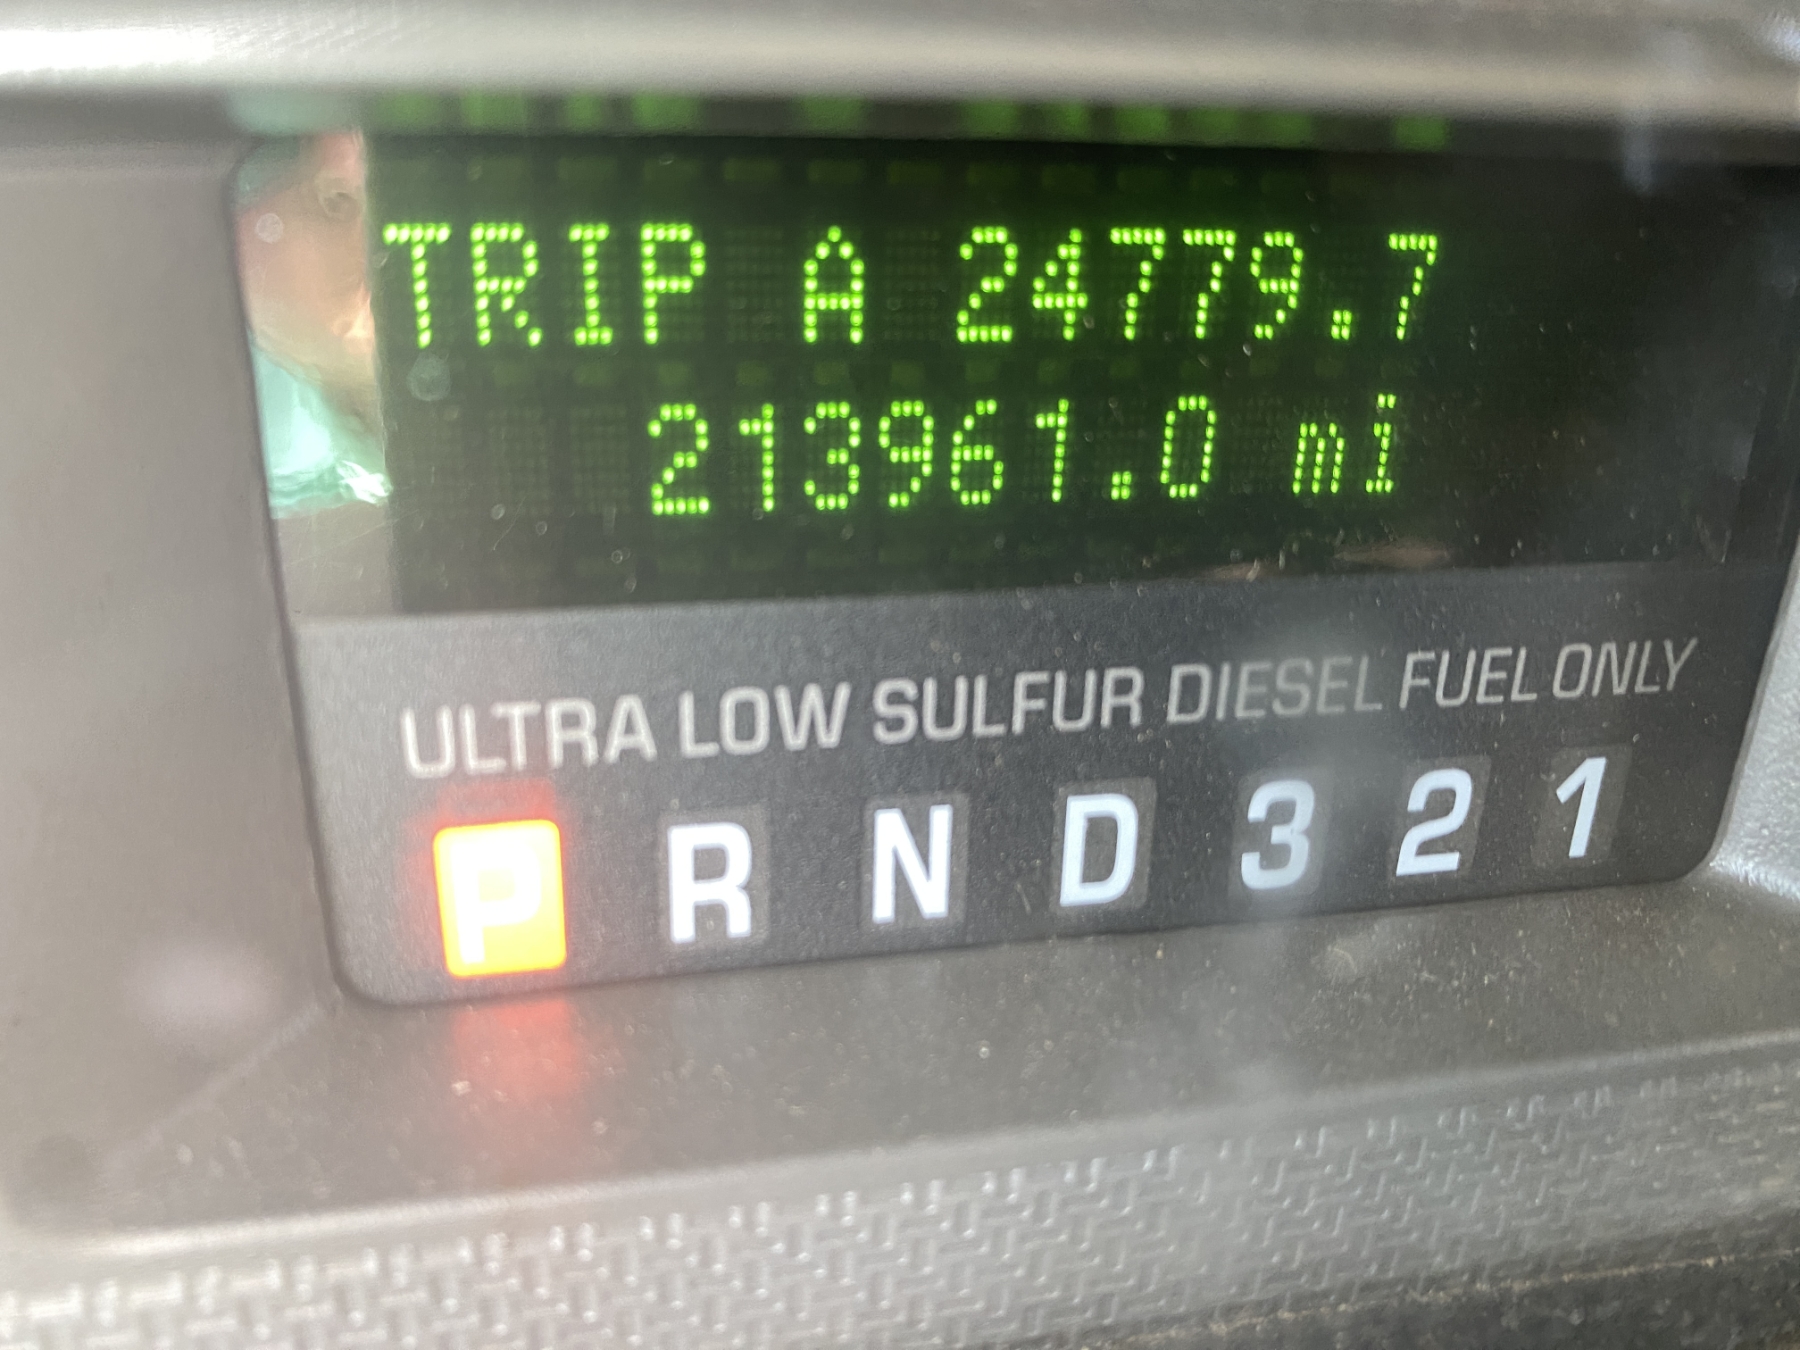 TRIP A 24779.7
213961.0 mi
ULTRA LOW SULFUR DIESEL FUEL ONLY
P R N D 3 2 1